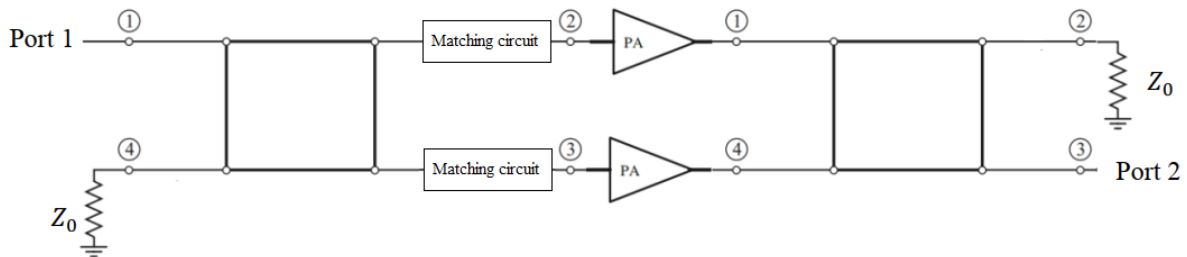 ① ② ① ②
Port 1 Matching circuit PA Z₀
④ ③ ④ ③
Z₀ Matching circuit PA Port 2